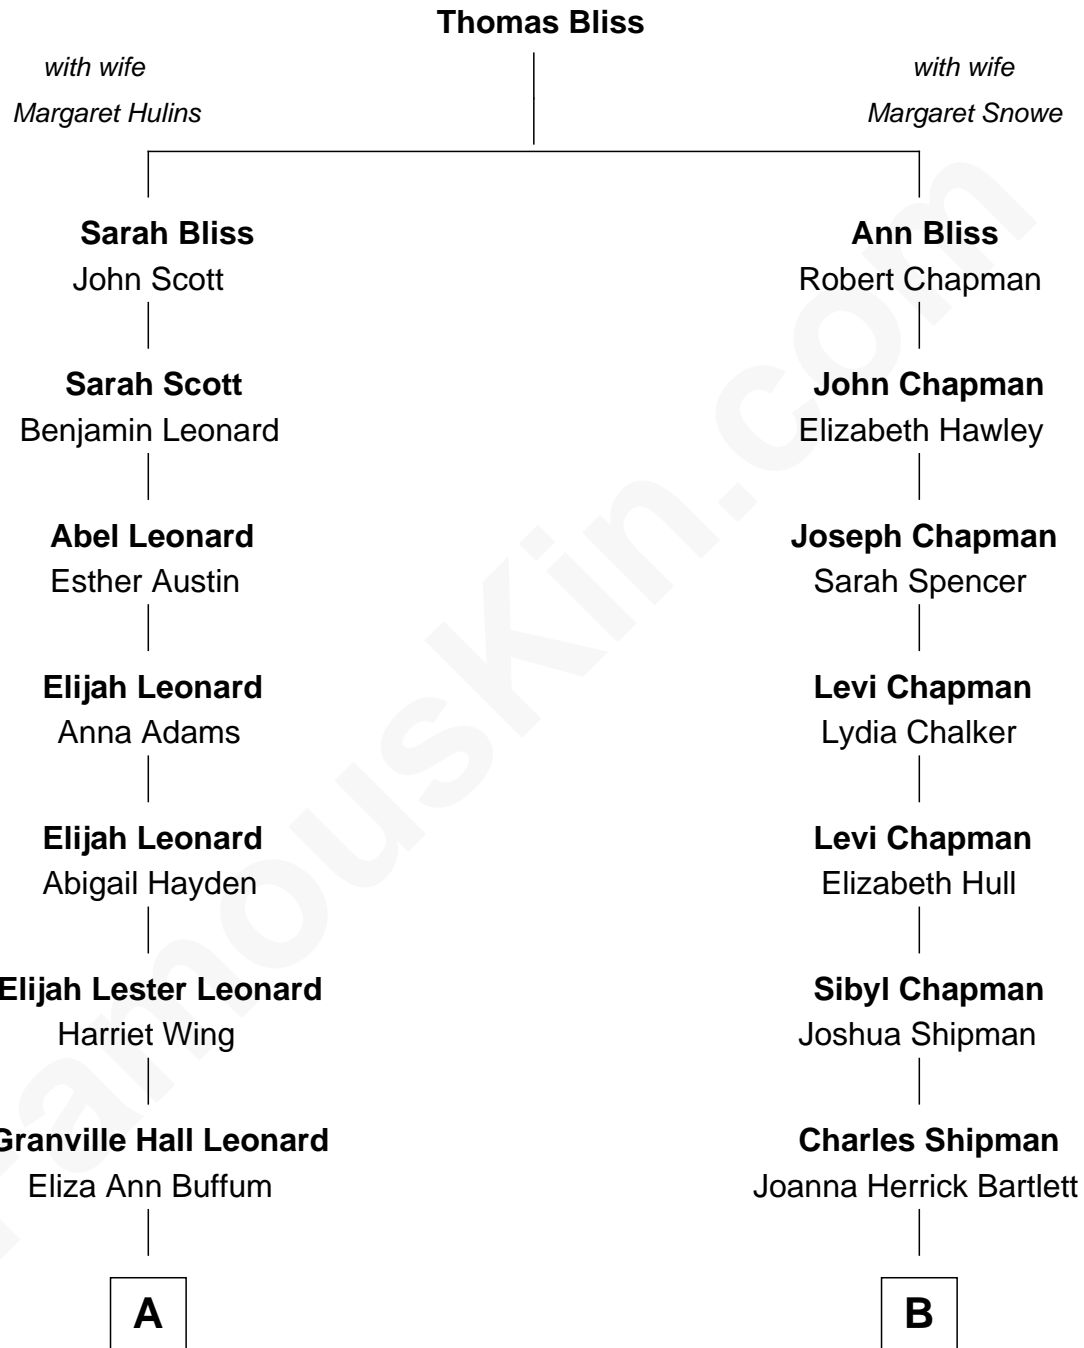 Thomas Bliss
with wife
Margaret Hulins
with wife
Margaret Snowe
Sarah Bliss
John Scott
Ann Bliss
Robert Chapman
Sarah Scott
Benjamin Leonard
John Chapman
Elizabeth Hawley
Abel Leonard
Esther Austin
Joseph Chapman
Sarah Spencer
Elijah Leonard
Anna Adams
Levi Chapman
Lydia Chalker
Elijah Leonard
Abigail Hayden
Levi Chapman
Elizabeth Hull
Elijah Lester Leonard
Harriet Wing
Sibyl Chapman
Joshua Shipman
Granville Hall Leonard
Eliza Ann Buffum
Charles Shipman
Joanna Herrick Bartlett
A
B
FamousKin.com